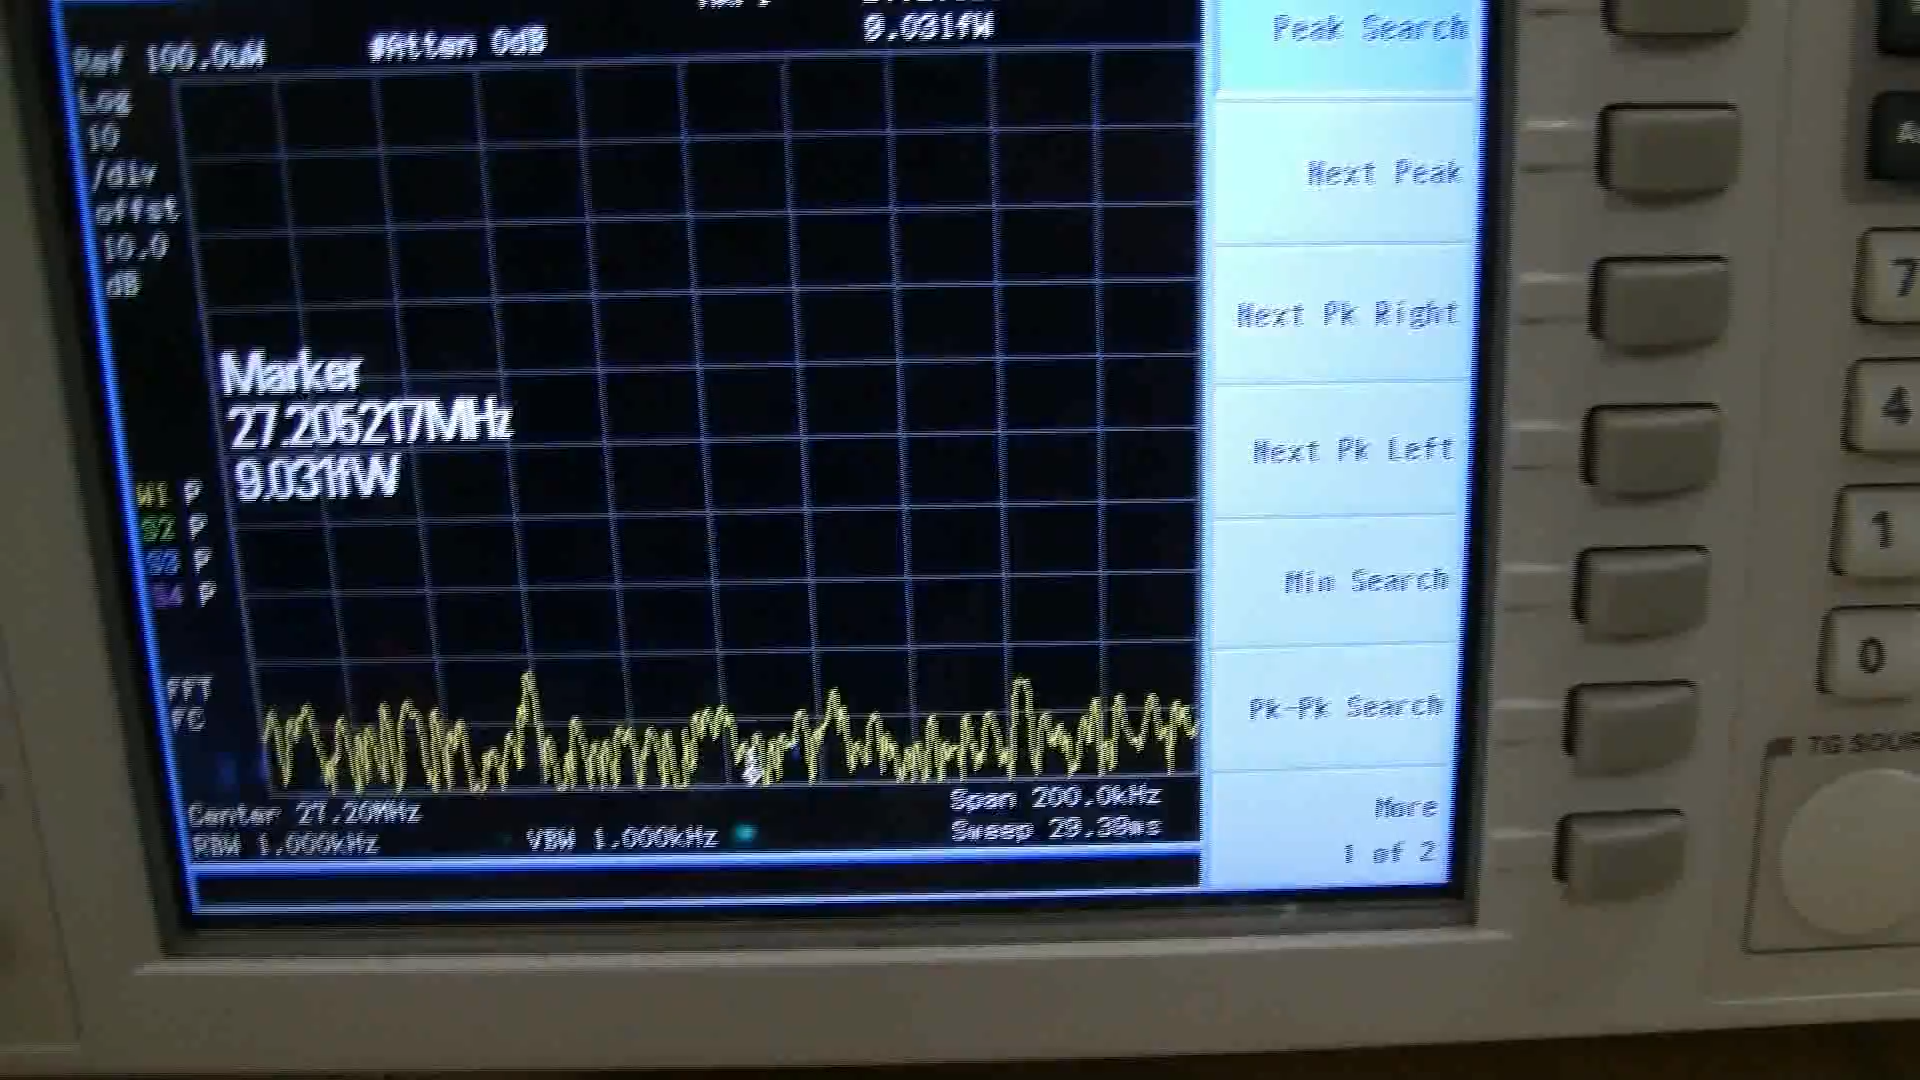 Ref 100.0uW
#Atten 0dB
9.031fW
Peak Search
Log
10
/div
offst
10.0
dB
Next Peak
Next Pk Right
Marker
27.205217MHz
9.031fW
Next Pk Left
W1 P
S2 P
S3 P
S4 P
Min Search
FFT
FC
Pk-Pk Search
Center 27.20MHz
Span 200.0kHz
RBW 1.000kHz
VBW 1.000kHz
More
1 of 2
7
4
1
0
TG SOUR